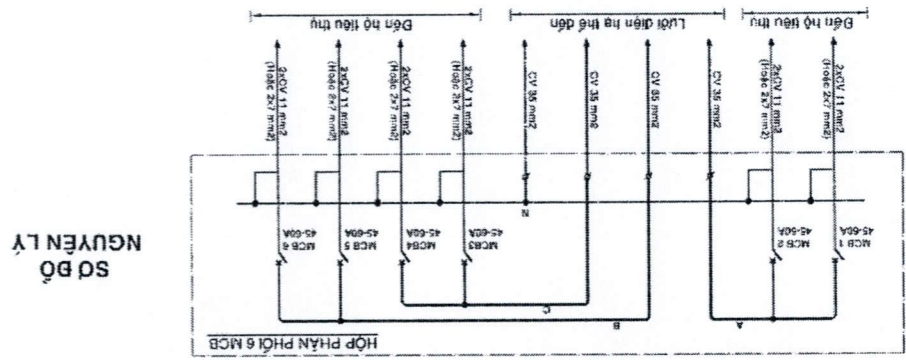 HỘP PHÂN PHỐI 6 MCB
A
B
C
MCB 1
45-60A
MCB 2
45-60A
MCB3
45-60A
MCB4
45-60A
MCB 5
45-60A
MCB 6
45-60A
N
SƠ ĐỒ
NGUYÊN LÝ
2xCV 11 mm2
(Hoặc 2x7 mm2)
2xCV 11 mm2
(Hoặc 2x7 mm2)
CV 35 mm2
CV 35 mm2
CV 35 mm2
CV 35 mm2
2xCV 11 mm2
(Hoặc 2x7 mm2)
2xCV 11 mm2
(Hoặc 2x7 mm2)
2xCV 11 mm2
(Hoặc 2x7 mm2)
2xCV 11 mm2
(Hoặc 2x7 mm2)
Đến hộ tiêu thụ
Lưới điện hạ thế đến
Đến hộ tiêu thụ